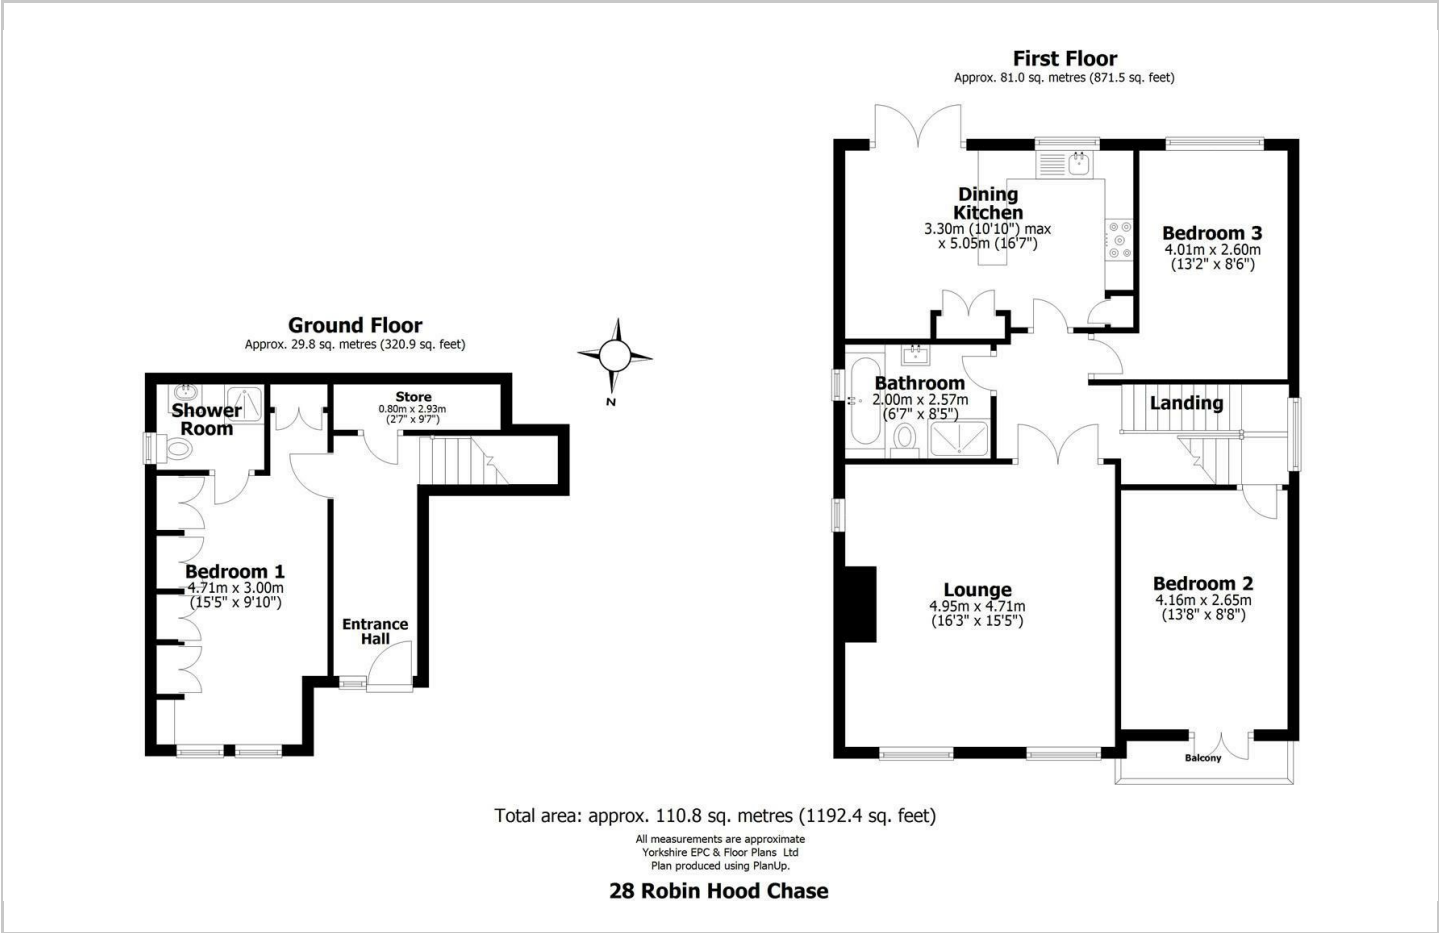 First Floor
Approx. 81.0 sq. metres (871.5 sq. feet)
Dining
Kitchen
3.30m (10'10") max
x 5.05m (16'7")
Bedroom 3
4.01m x 2.60m
(13'2" x 8'6")
Ground Floor
Approx. 29.8 sq. metres (320.9 sq. feet)
N
Shower
Room
Store
0.80m x 2.93m
(2'7" x 9'7")
Bathroom
2.00m x 2.57m
(6'7" x 8'5")
Landing
Bedroom 1
4.71m x 3.00m
(15'5" x 9'10")
Entrance
Hall
Lounge
4.95m x 4.71m
(16'3" x 15'5")
Bedroom 2
4.16m x 2.65m
(13'8" x 8'8")
Balcony
Total area: approx. 110.8 sq. metres (1192.4 sq. feet)
All measurements are approximate
Yorkshire EPC & Floor Plans Ltd
Plan produced using PlanUp.
28 Robin Hood Chase